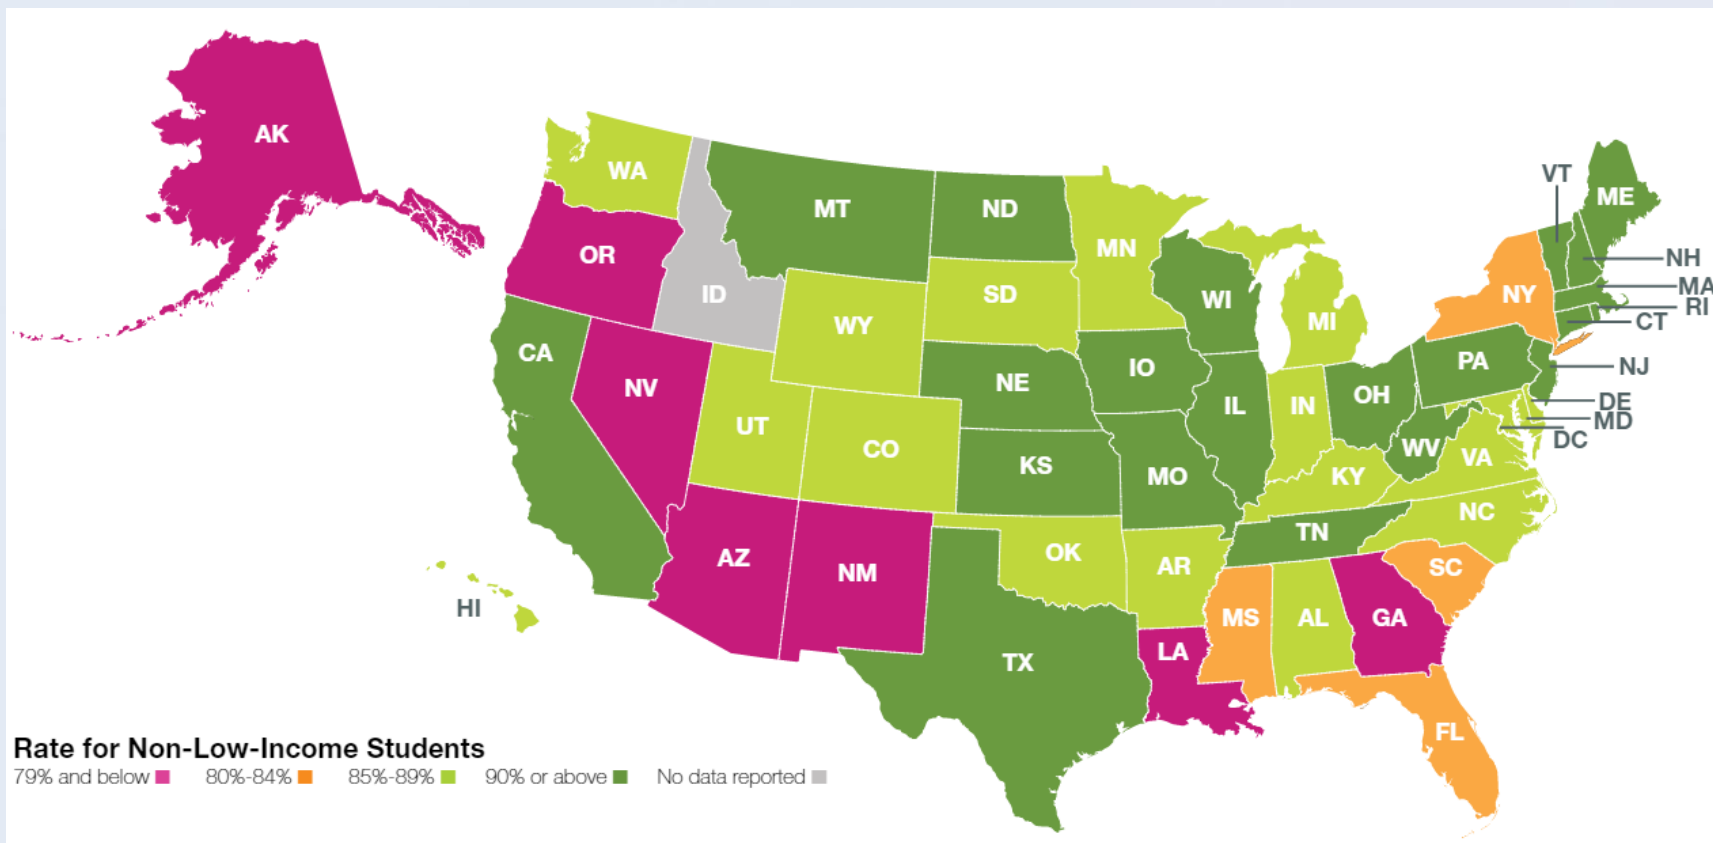 AK
WA
MT
ND
MN
VT
ME
OR
ID
SD
WI
MI
NY
NH
MA
RI
CT
WY
CA
NV
NE
IO
IL
IN
OH
PA
NJ
DE
MD
DC
UT
CO
KS
MO
KY
WV
VA
NC
TN
AZ
NM
OK
AR
SC
HI
TX
LA
MS
AL
GA
FL
Rate for Non-Low-Income Students
79% and below 80%-84% 85%-89% 90% or above No data reported